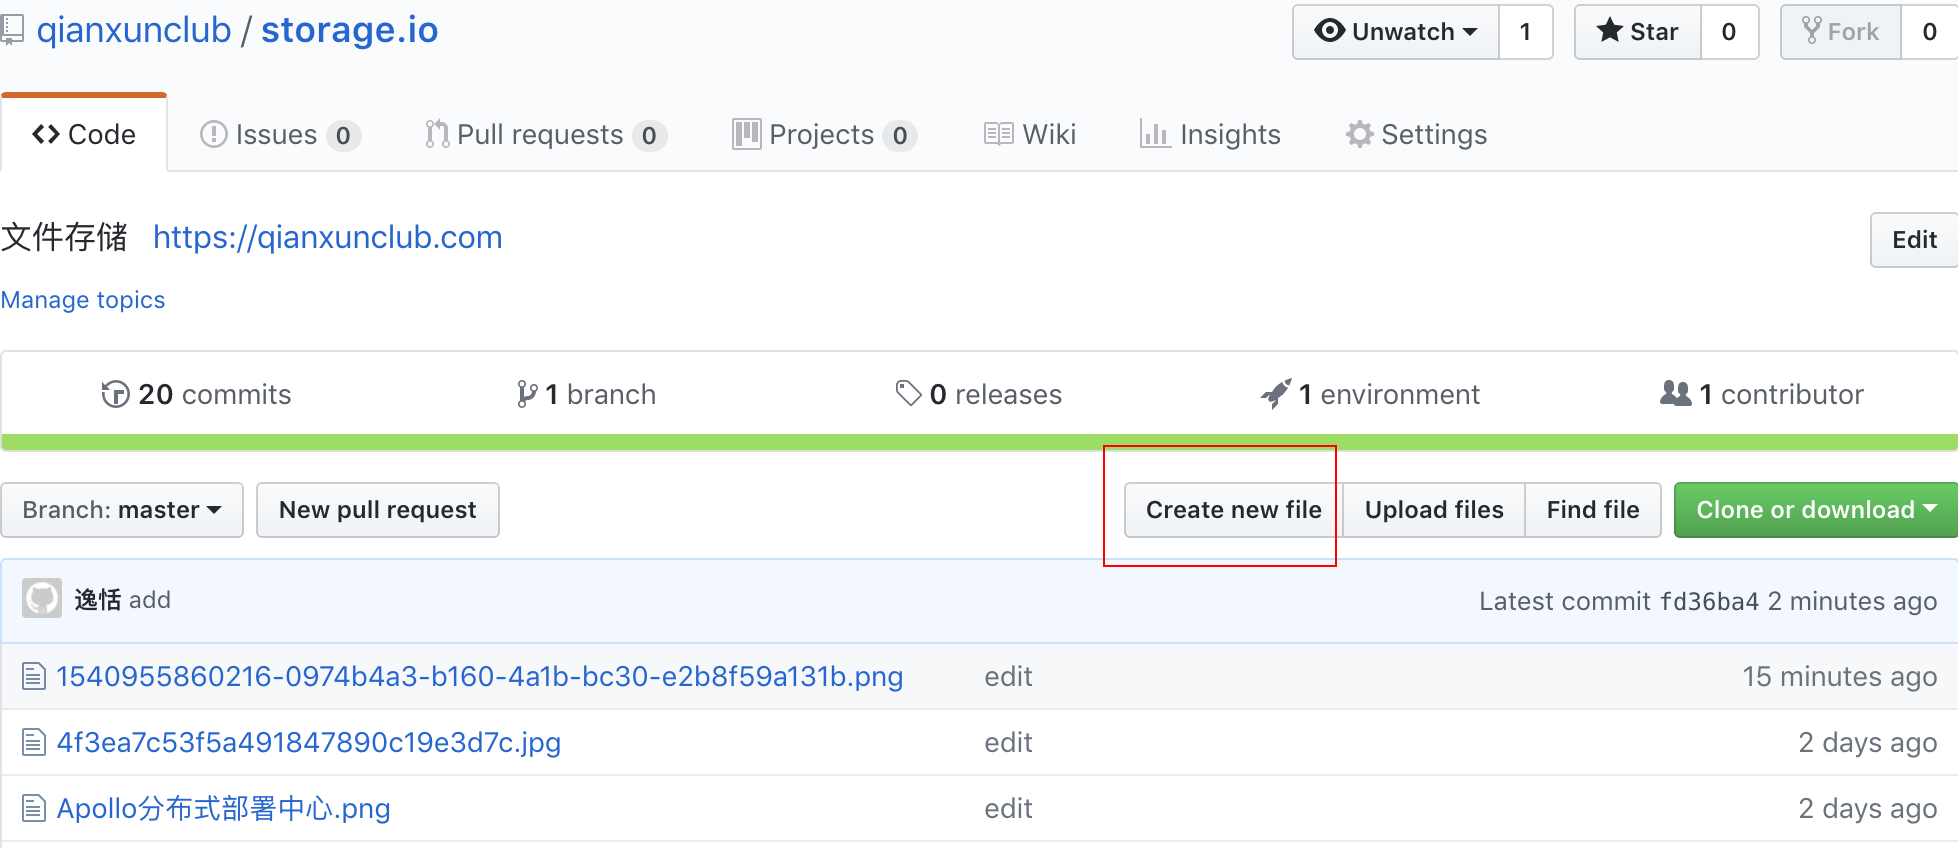 qianxunclub / storage.io
Unwatch 1 Star 0 Fork 0
Code Issues 0 Pull requests 0 Projects 0 Wiki Insights Settings
文件存储 https://qianxunclub.com Edit
Manage topics
20 commits 1 branch 0 releases 1 environment 1 contributor
Branch: master New pull request Create new file Upload files Find file Clone or download
逸恬 add Latest commit fd36ba4 2 minutes ago
1540955860216-0974b4a3-b160-4a1b-bc30-e2b8f59a131b.png edit 15 minutes ago
4f3ea7c53f5a491847890c19e3d7c.jpg edit 2 days ago
Apollo分布式部署中心.png edit 2 days ago